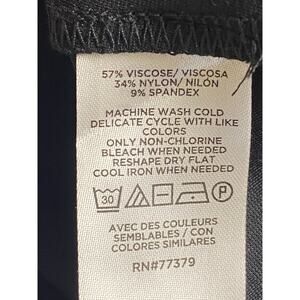 57% VISCOSE/ VISCOSA
34% NYLON/ NILÓN
9% SPANDEX
MACHINE WASH COLD
DELICATE CYCLE WITH LIKE
COLORS
ONLY NON-CHLORINE
BLEACH WHEN NEEDED
RESHAPE DRY FLAT
COOL IRON WHEN NEEDED
30 P
AVEC DES COULEURS
SEMBLABLES / CON
COLORES SIMILARES
RN#77379